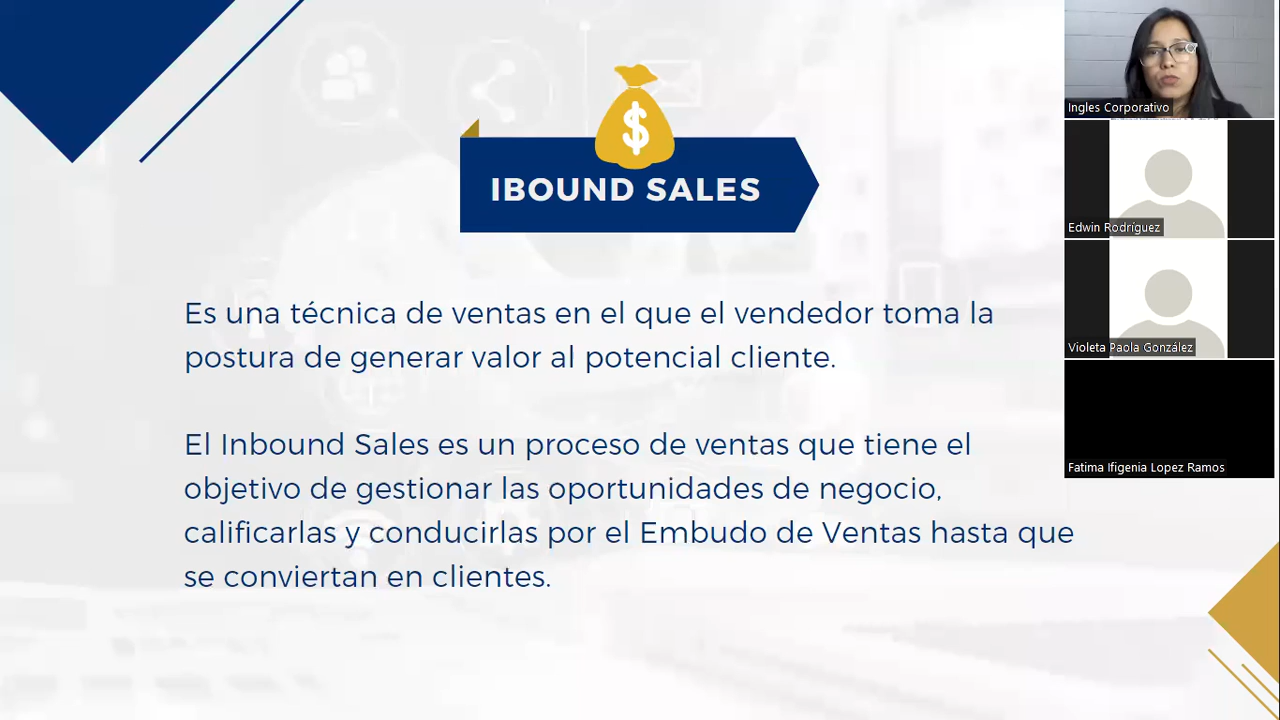 IBOUND SALES
Es una técnica de ventas en el que el vendedor toma la
postura de generar valor al potencial cliente.
El Inbound Sales es un proceso de ventas que tiene el
objetivo de gestionar las oportunidades de negocio,
calificarlas y conducirlas por el Embudo de Ventas hasta que
se conviertan en clientes.
Ingles Corporativo
Edwin Rodríguez
Violeta Paola González
Fatima Ifigenia Lopez Ramos